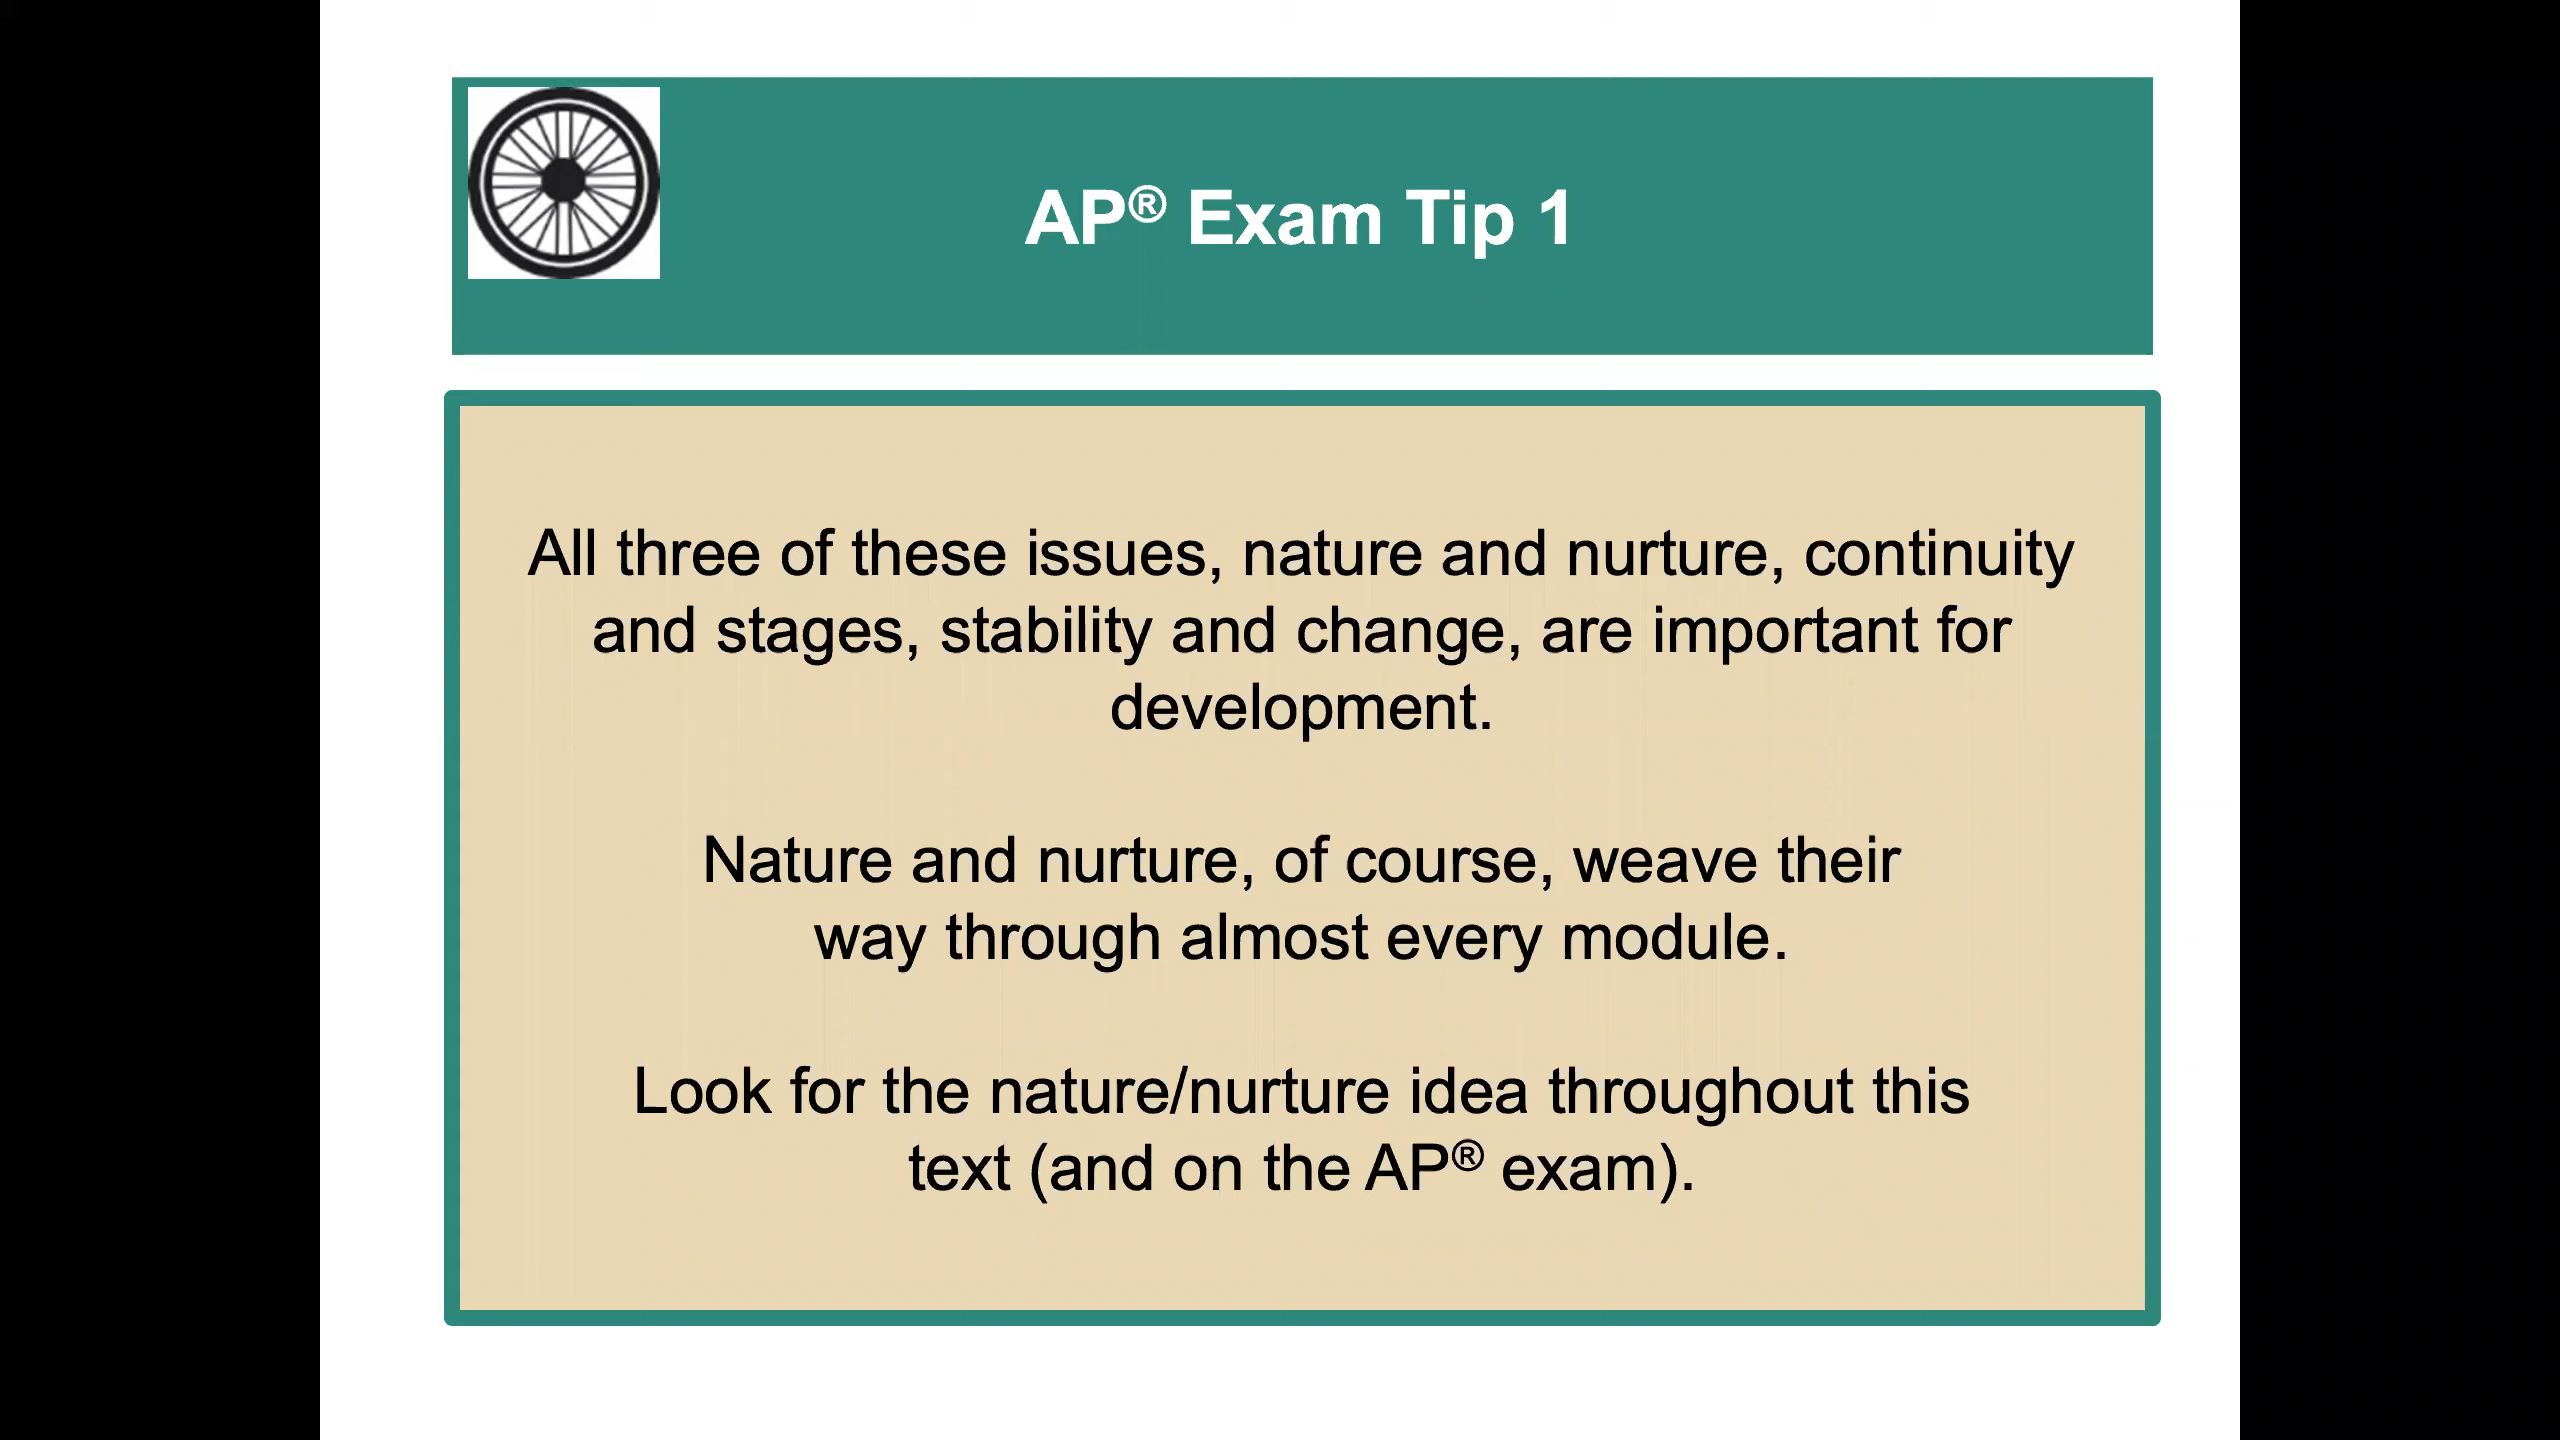 AP® Exam Tip 1
All three of these issues, nature and nurture, continuity
and stages, stability and change, are important for
development.
Nature and nurture, of course, weave their
way through almost every module.
Look for the nature/nurture idea throughout this
text (and on the AP® exam).